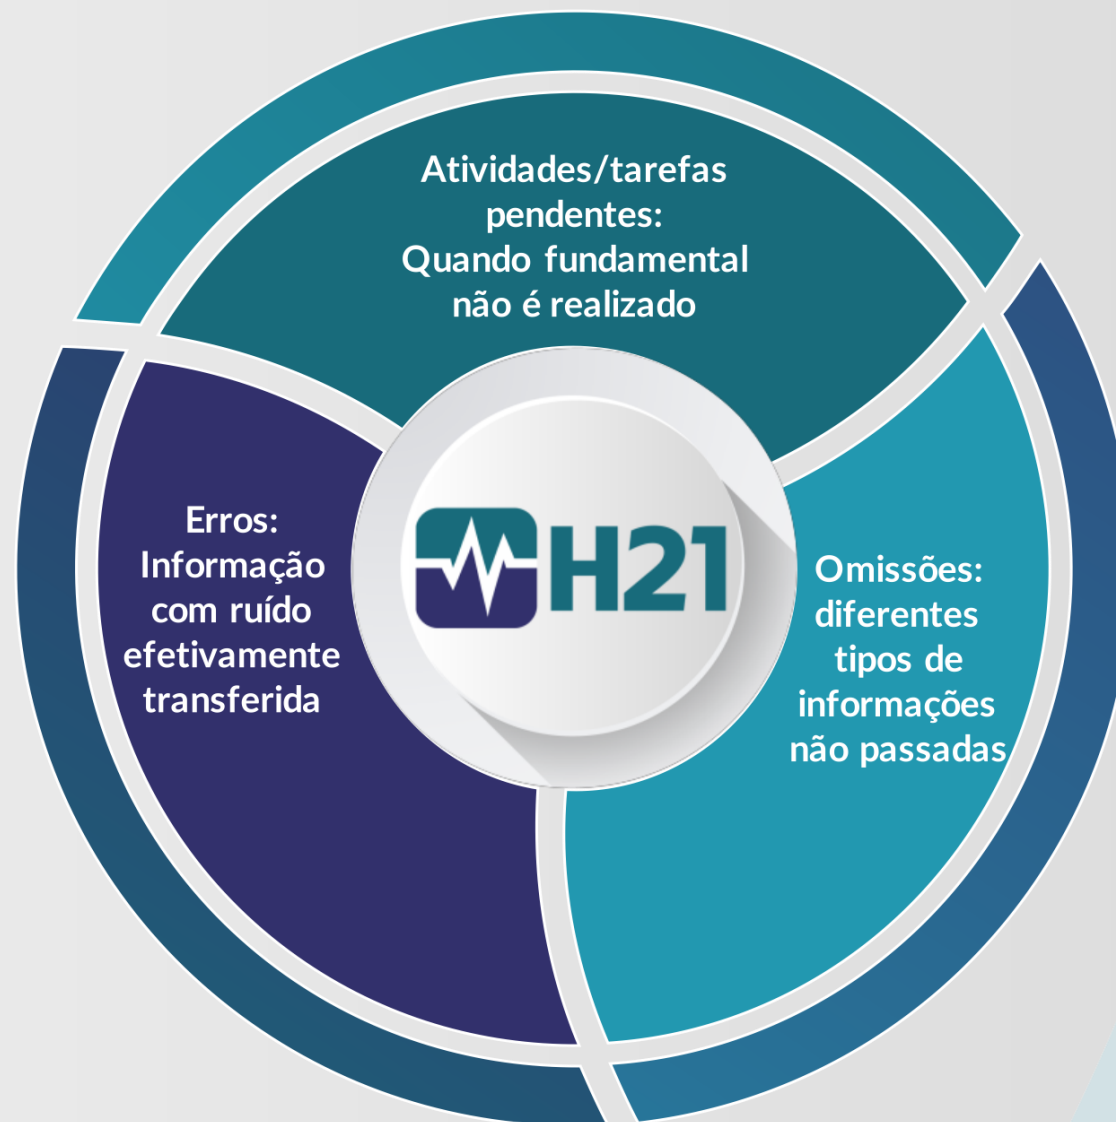 Atividades/tarefas
pendentes:
Quando fundamental
não é realizado
Erros:
Informação
com ruído
efetivamente
transferida
H21
Omissões:
diferentes
tipos de
informações
não passadas